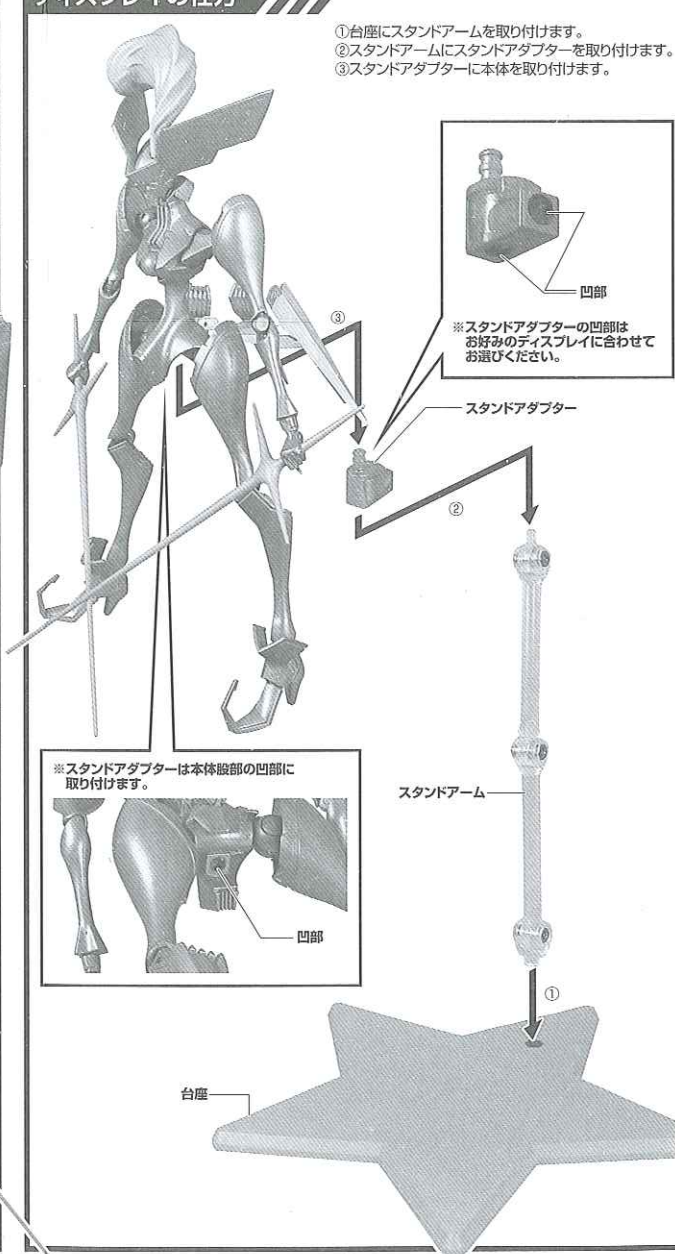 ディスプレイの仕方
①台座にスタンドアームを取り付けます。
②スタンドアームにスタンドアダプターを取り付けます。
③スタンドアダプターに本体を取り付けます。
凹部
※スタンドアダプターの凹部は
お好みのディスプレイに合わせて
お選びください。
③
スタンドアダプター
②
※スタンドアダプターは本体股部の凹部に
取り付けます。
凹部
スタンドアーム
①
台座